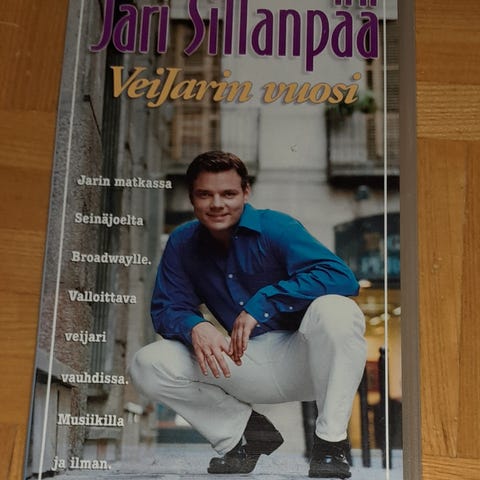 Jari Sillanpää
VeiJarin vuosi
Jarin matkassa
Seinäjoelta
Broadwaylle.
Valloittava
veijari
vauhdissa.
Musiikilla
ja ilman.